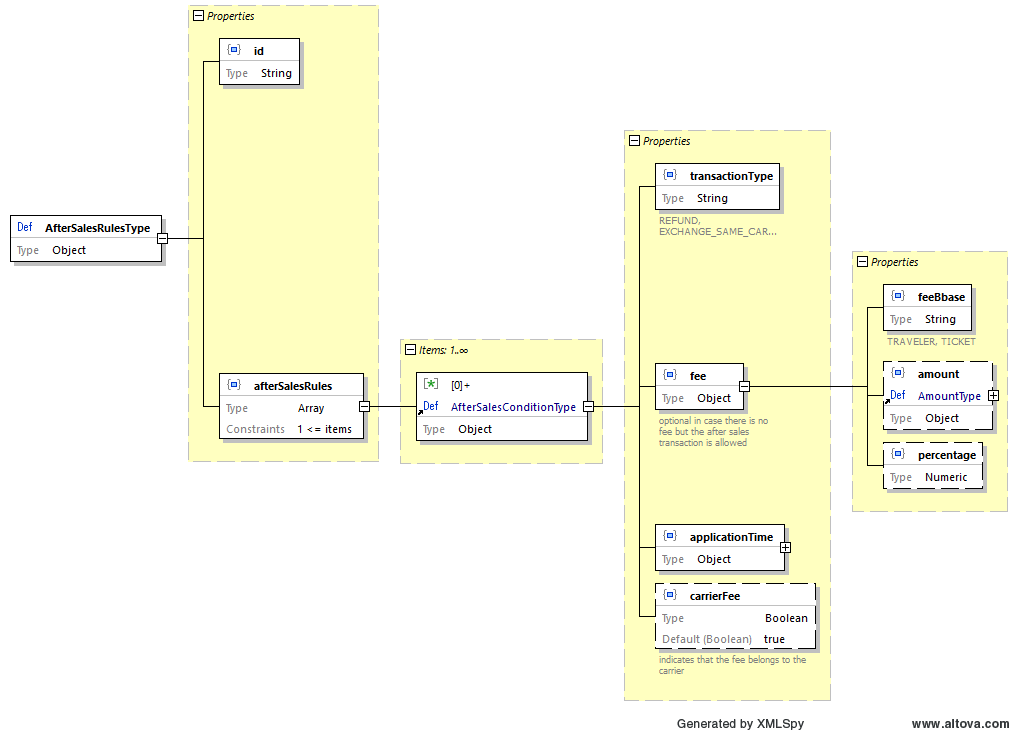 Properties
id
Type String
Def AfterSalesRulesType
Type Object
afterSalesRules
Type Array
Constraints 1 <= items
Items: 1..∞
[0]+
Def AfterSalesConditionType
Type Object
Properties
transactionType
Type String
REFUND,
EXCHANGE_SAME_CAR...
fee
Type Object
optional in case there is no
fee but the after sales
transaction is allowed
applicationTime
Type Object
carrierFee
Type Boolean
Default (Boolean) true
indicates that the fee belongs to the
carrier
Properties
feeBbase
Type String
TRAVELER, TICKET
amount
Def AmountType
Type Object
percentage
Type Numeric
Generated by XMLSpy
www.altova.com